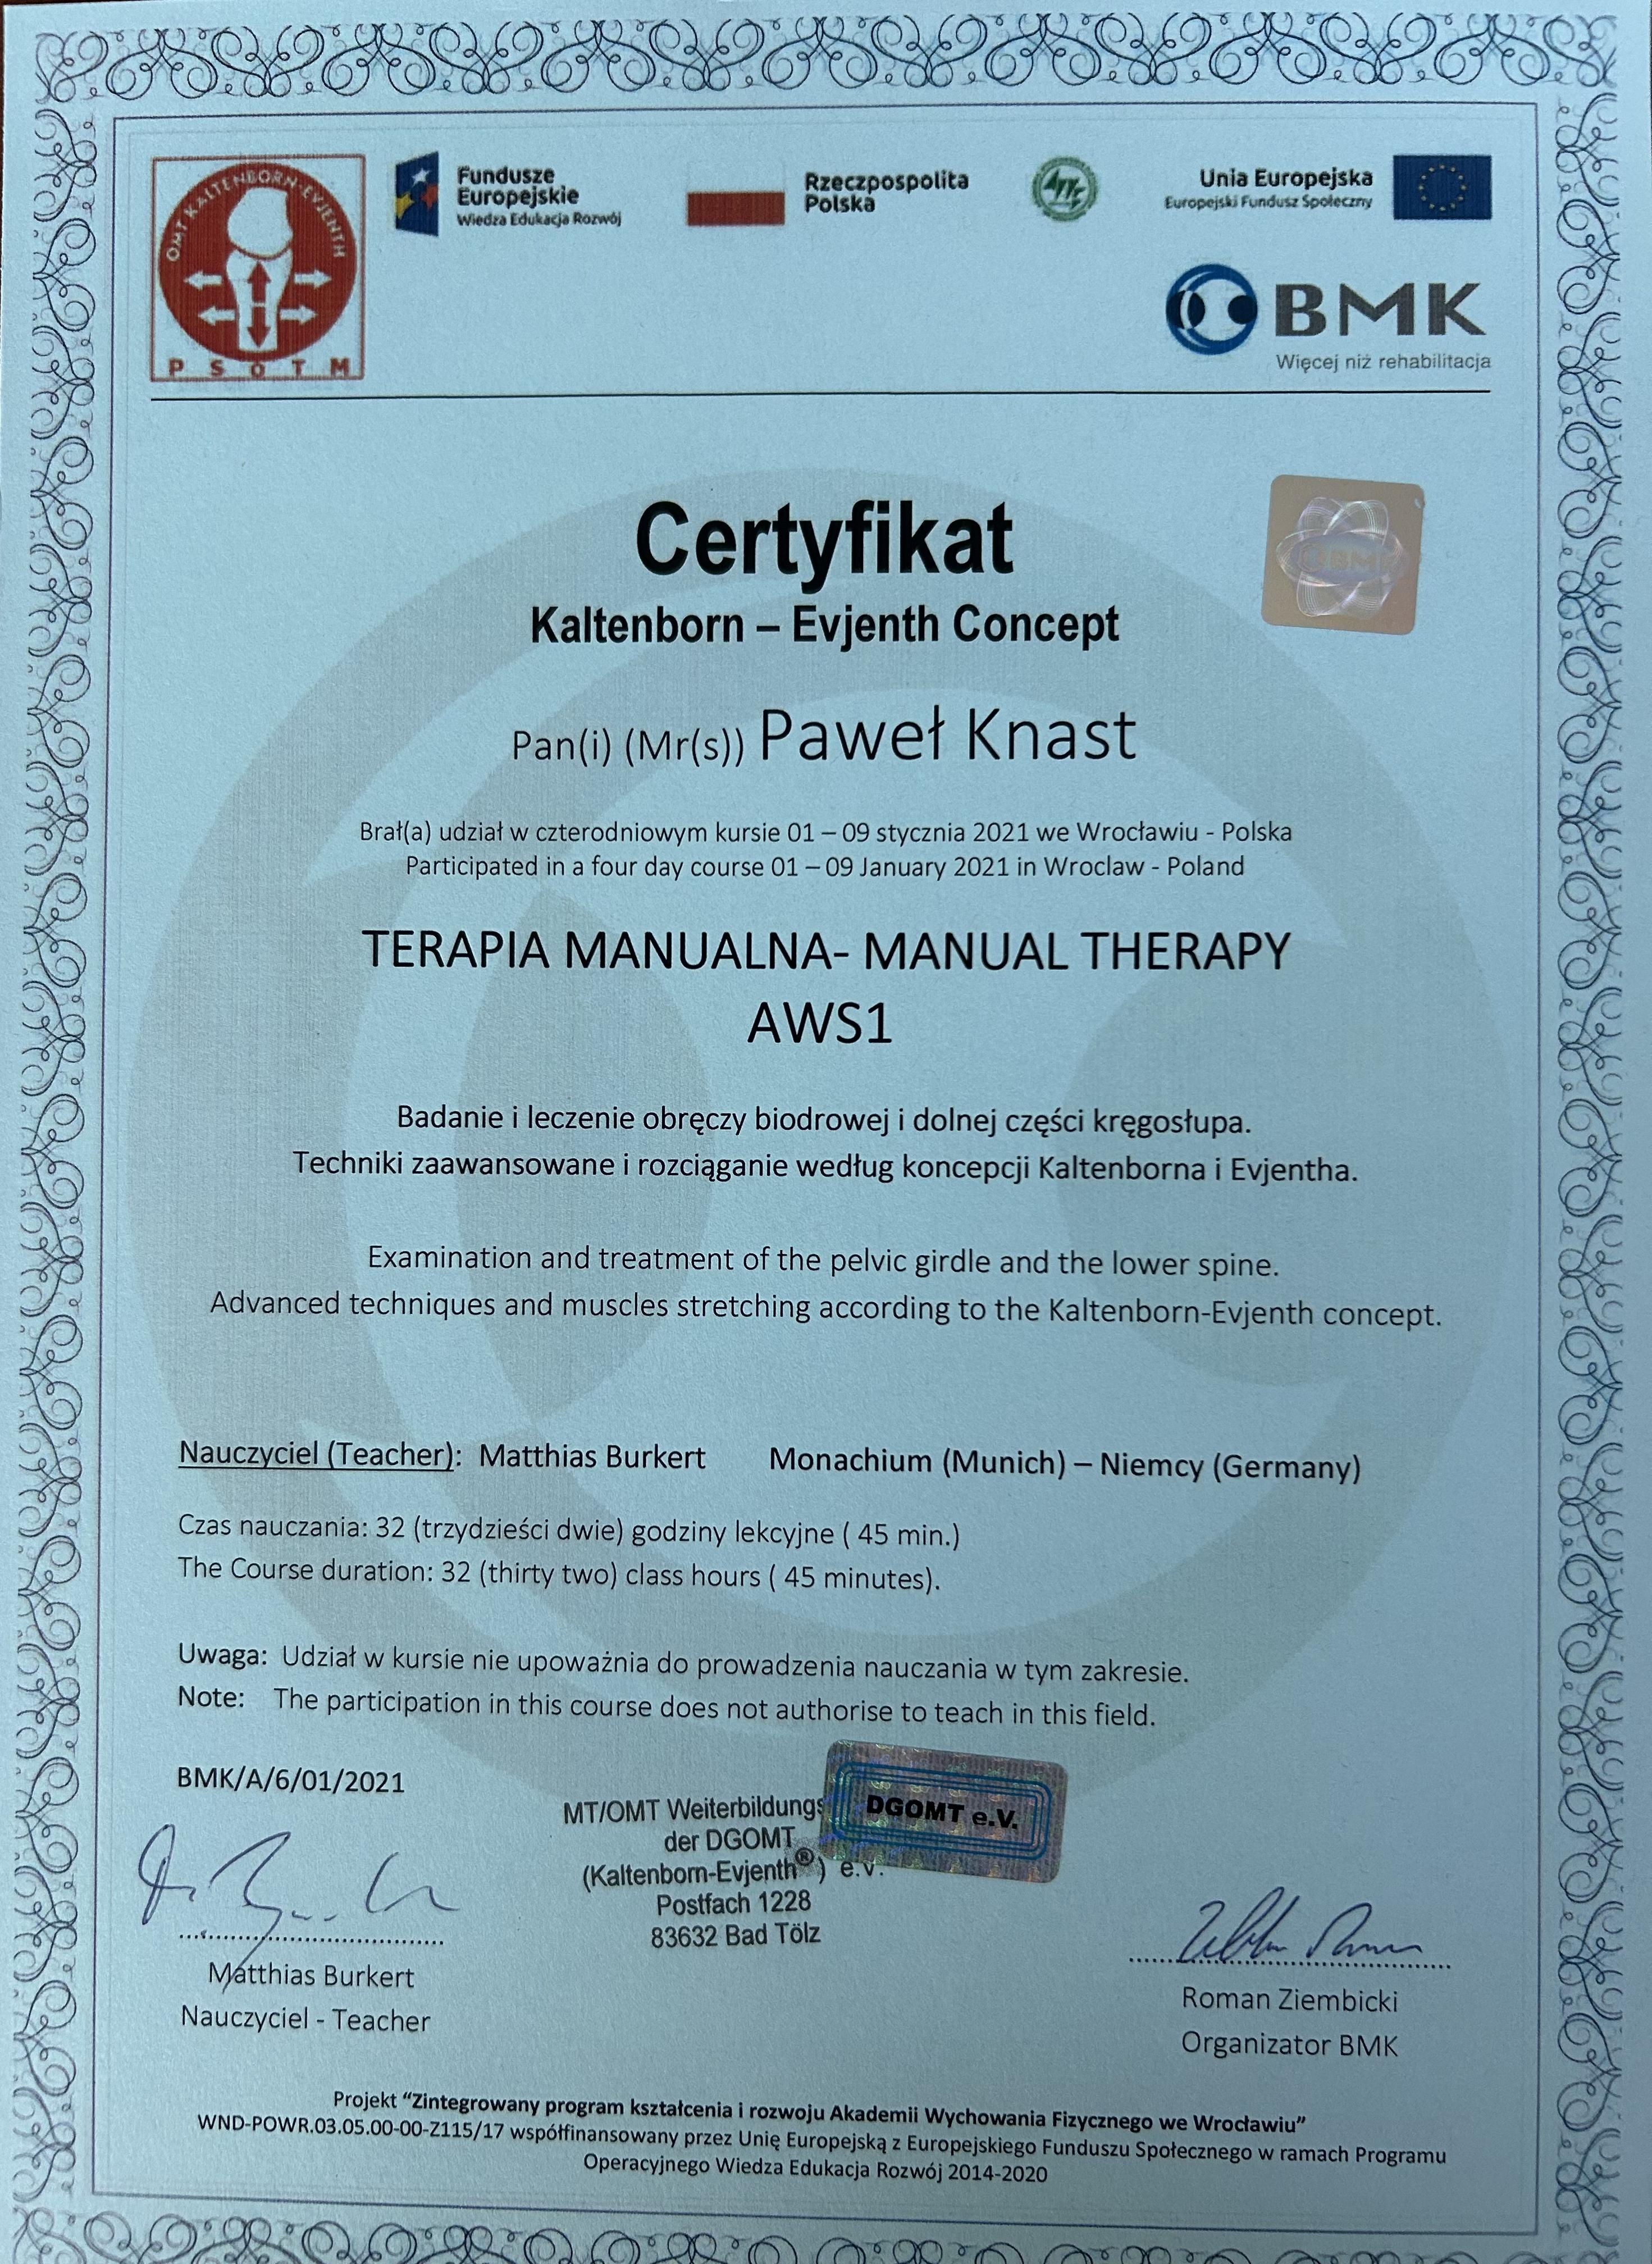 OMT KALTENBORN-EVJENTH
P S O T M
Fundusze
Europejskie
Wiedza Edukacja Rozwój
Rzeczpospolita
Polska
Unia Europejska
Europejski Fundusz Społeczny
BMK
Więcej niż rehabilitacja
Certyfikat
BMK
Kaltenborn – Evjenth Concept
Pan(i) (Mr(s)) Paweł Knast
Brał(a) udział w czterodniowym kursie 01 – 09 stycznia 2021 we Wrocławiu - Polska
Participated in a four day course 01 – 09 January 2021 in Wroclaw - Poland
TERAPIA MANUALNA- MANUAL THERAPY
AWS1
Badanie i leczenie obręczy biodrowej i dolnej części kręgosłupa.
Techniki zaawansowane i rozciąganie według koncepcji Kaltenborna i Evjentha.
Examination and treatment of the pelvic girdle and the lower spine.
Advanced techniques and muscles stretching according to the Kaltenborn-Evjenth concept.
Nauczyciel (Teacher): Matthias Burkert Monachium (Munich) – Niemcy (Germany)
Czas nauczania: 32 (trzydzieści dwie) godziny lekcyjne ( 45 min.)
The Course duration: 32 (thirty two) class hours ( 45 minutes).
Uwaga: Udział w kursie nie upoważnia do prowadzenia nauczania w tym zakresie.
Note: The participation in this course does not authorise to teach in this field.
BMK/A/6/01/2021
MT/OMT Weiterbildungs
DGOMT e.V.
der DGOMT
(Kaltenborn-Evjenth®) e.V.
Postfach 1228
83632 Bad Tölz
Matthias Burkert
Nauczyciel - Teacher
Roman Ziembicki
Organizator BMK
Projekt “Zintegrowany program kształcenia i rozwoju Akademii Wychowania Fizycznego we Wrocławiu”
WND-POWR.03.05.00-00-Z115/17 współfinansowany przez Unię Europejską z Europejskiego Funduszu Społecznego w ramach Programu
Operacyjnego Wiedza Edukacja Rozwój 2014-2020